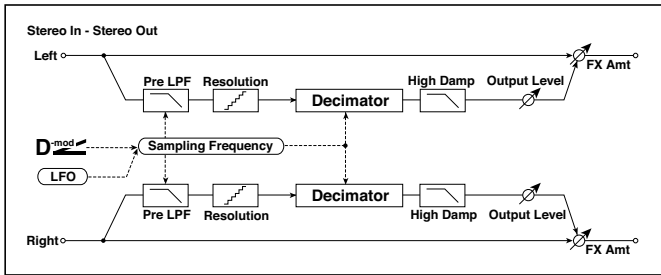 Stereo In - Stereo Out
Left
FX Amt
Pre LPF
Resolution
Decimator
High Damp
Output Level
D-mod
Sampling Frequency
LFO
Pre LPF
Resolution
Decimator
High Damp
Output Level
Right
FX Amt